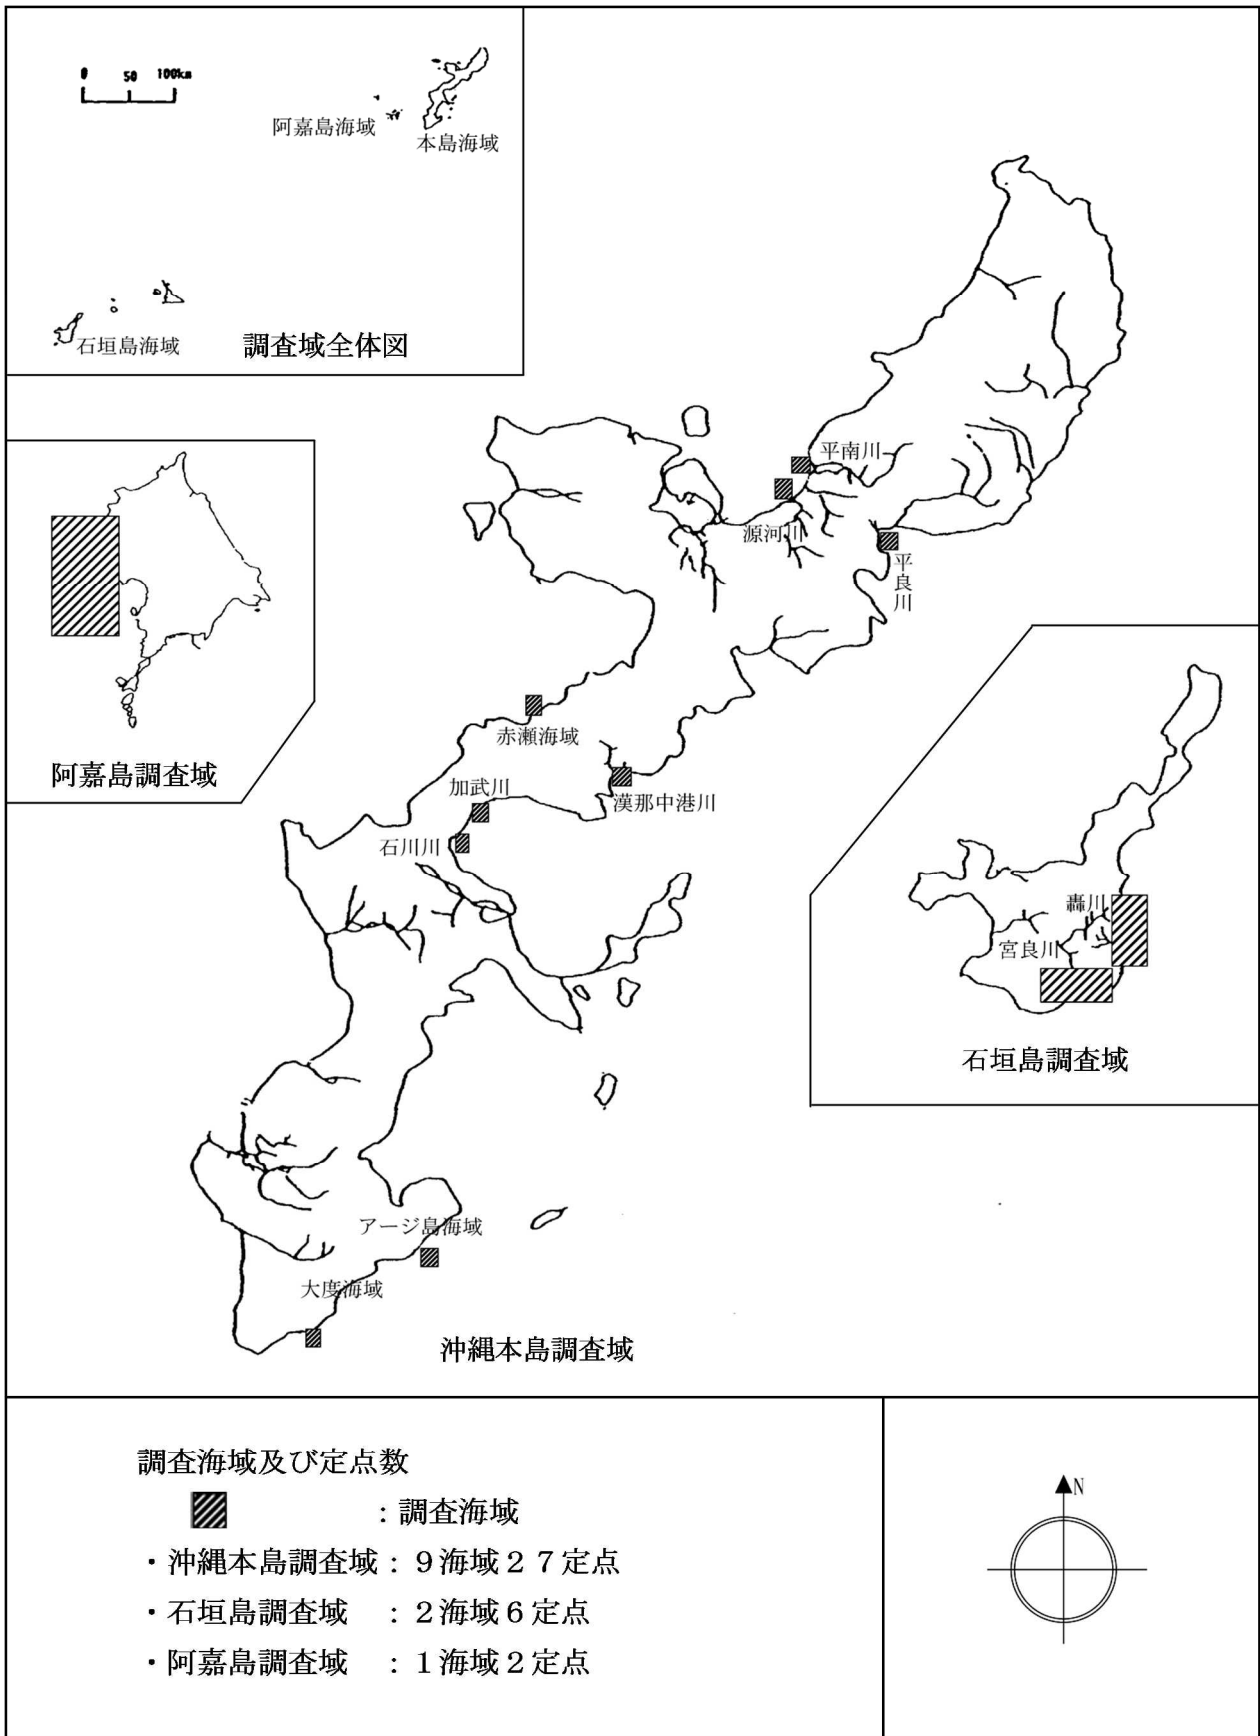 0 50 100km
阿嘉島海域
本島海域
石垣島海域
調査域全体図
平南川
源河川
平良川
阿嘉島調査域
赤瀬海域
漢那中港川
加武川
石川川
轟川
宮良川
石垣島調査域
アージ島海域
大度海域
沖縄本島調査域
調査海域及び定点数
：調査海域
・沖縄本島調査域：９海域２７定点
・石垣島調査域　：２海域６定点
・阿嘉島調査域　：１海域２定点
N